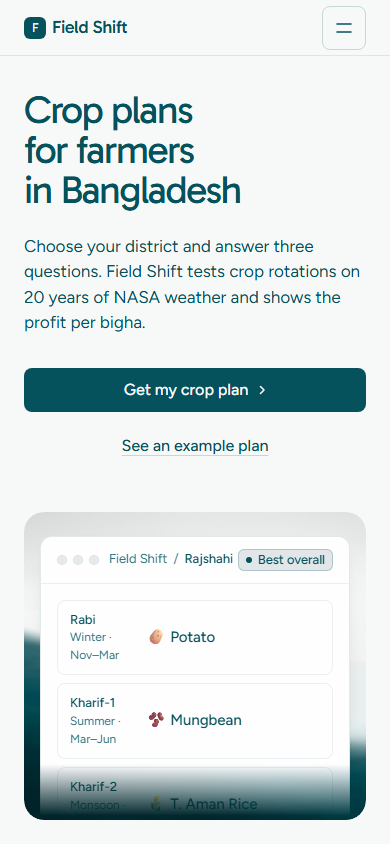 F Field Shift
Crop plans
for farmers
in Bangladesh
Choose your district and answer three
questions. Field Shift tests crop rotations on
20 years of NASA weather and shows the
profit per bigha.
Get my crop plan
See an example plan
Field Shift / Rajshahi
Best overall
Rabi
Winter ·
Nov–Mar
Potato
Kharif-1
Summer ·
Mar–Jun
Mungbean
Kharif-2
Monsoon ·
T. Aman Rice